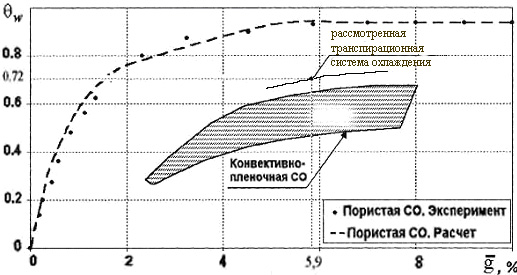 θw
рассмотренная
транспирационная
система охлаждения
0.8
0.72
0.6
0.4
0.2
0
Конвективно-
пленочная СО
Пористая СО. Эксперимент
Пористая СО. Расчет
0 2 4 5,9 8 g̅, %